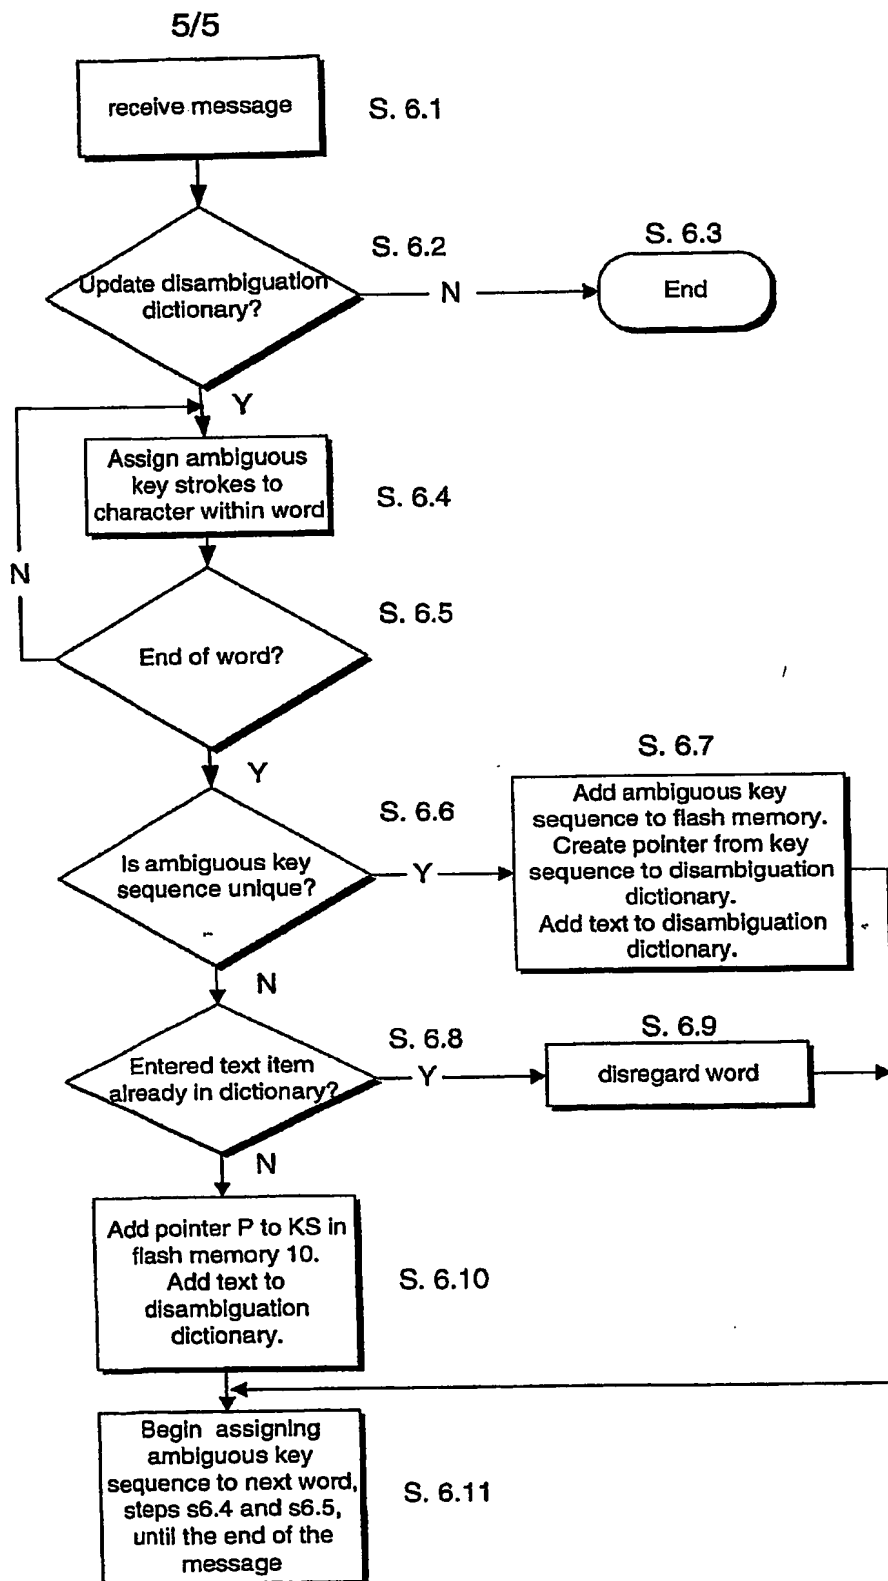 5/5
receive message
S. 6.1
Update disambiguation
dictionary?
S. 6.2
N
S. 6.3
End
Y
Assign ambiguous
key strokes to
character within word
S. 6.4
N
End of word?
S. 6.5
Y
Is ambiguous key
sequence unique?
S. 6.6
Y
S. 6.7
Add ambiguous key
sequence to flash memory.
Create pointer from key
sequence to disambiguation
dictionary.
Add text to disambiguation
dictionary.
N
Entered text item
already in dictionary?
S. 6.8
Y
S. 6.9
disregard word
N
Add pointer P to KS in
flash memory 10.
Add text to
disambiguation
dictionary.
S. 6.10
Begin assigning
ambiguous key
sequence to next word,
steps s6.4 and s6.5,
until the end of the
message
S. 6.11